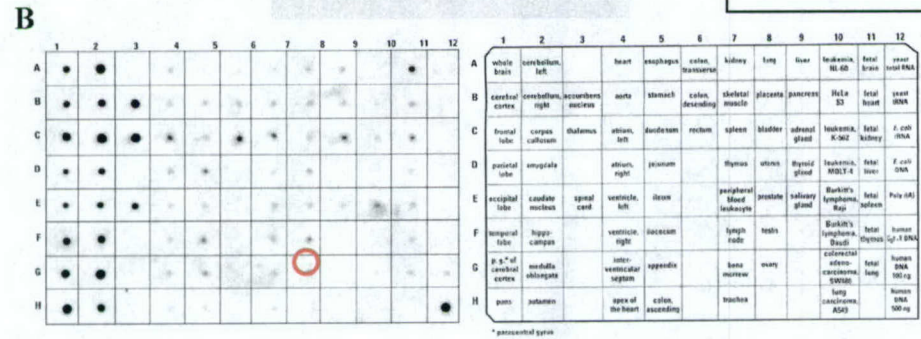 B
1 2 3 4 5 6 7 8 9 10 11 12
A
B
C
D
E
F
G
H
1 2 3 4 5 6 7 8 9 10 11 12
A whole brain cerebellum, left heart esophagus colon, transverse kidney lung liver leukemia, HL-60 fetal brain yeast total RNA
B cerebral cortex cerebellum, right accumbens nucleus aorta stomach colon, desending skeletal muscle placenta pancreas HeLa S3 fetal heart yeast tRNA
C frontal lobe corpus callosum thalamus atrium, left duodenum rectum spleen bladder adrenal gland leukemia, K-562 fetal kidney E. coli rRNA
D parietal lobe amygdala atrium, right jejunum thymus uterus thyroid gland leukemia, MOLT-4 fetal liver E. coli DNA
E occipital lobe caudate nucleus spinal cord ventricle, left ileum peripheral blood leukocyte prostate salivary gland Burkitt's lymphoma, Raji fetal spleen Poly r(A)
F temporal lobe hippo- campus ventricle, right ilocecum lymph node testis Burkitt's lymphoma, Daudi fetal thymus human DNA
G p. g.* of cerebral cortex medulla oblongata inter- ventricular septum appendix bone marrow ovary colorectal adeno- carcinoma, SW480 fetal lung human DNA 100 ng
H pons putamen apex of the heart colon, ascending trachea lung carcinoma, A549 human DNA 500 ng
* paracentral gyrus